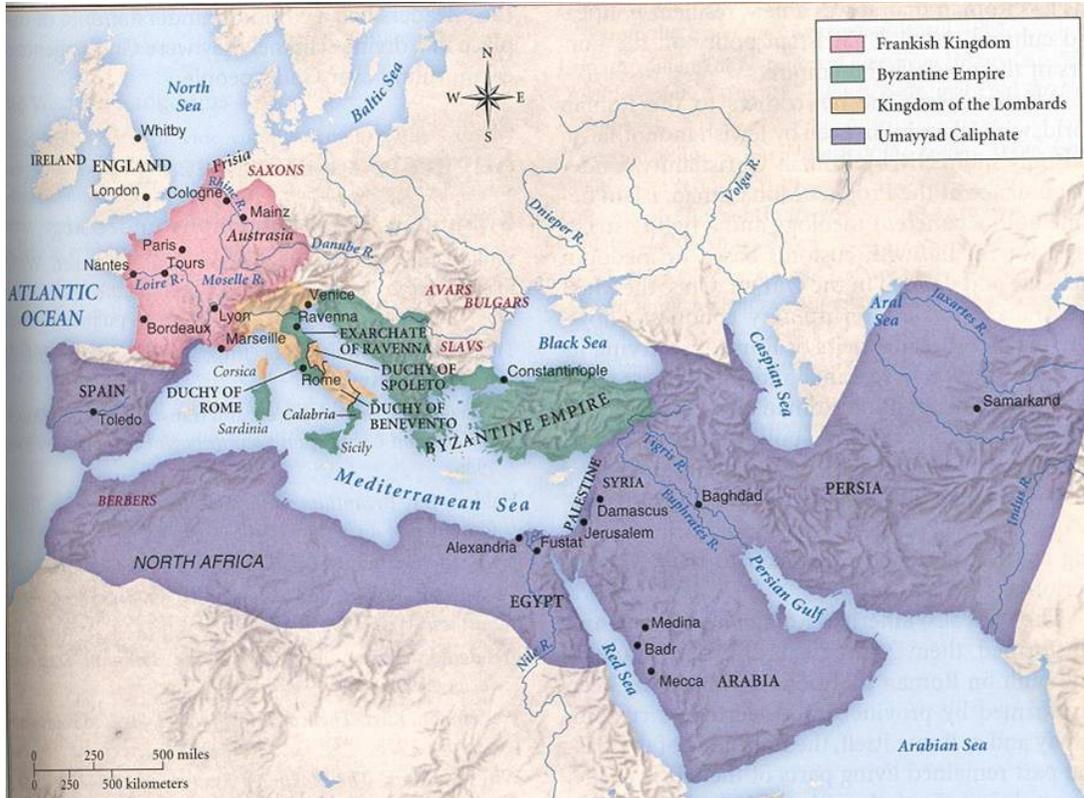 Frankish Kingdom
Byzantine Empire
Kingdom of the Lombards
Umayyad Caliphate
N
W
E
S
North
Sea
Baltic Sea
Whitby
IRELAND
ENGLAND
London
Frisia
SAXONS
Cologne
Rhine R.
Mainz
Austrasia
Paris
Nantes
Tours
Loire R.
Moselle R.
Danube R.
Dnieper R.
Volga R.
ATLANTIC
OCEAN
Bordeaux
Lyon
Marseille
Venice
Ravenna
EXARCHATE
OF RAVENNA
AVARS
BULGARS
SLAVS
Black Sea
Caspian Sea
Aral
Sea
Jaxartes R.
Corsica
DUCHY OF
ROME
Rome
DUCHY OF
SPOLETO
Constantinople
SPAIN
Toledo
Sardinia
Calabria
DUCHY OF
BENEVENTO
BYZANTINE EMPIRE
Sicily
Samarkand
Mediterranean Sea
BERBERS
NORTH AFRICA
PALESTINE
SYRIA
Damascus
Jerusalem
Tigris R.
Euphrates R.
Baghdad
PERSIA
Indus R.
Alexandria
Fustat
EGYPT
Nile R.
Red Sea
Persian Gulf
Medina
Badr
Mecca
ARABIA
Arabian Sea
0 250 500 miles
0 250 500 kilometers